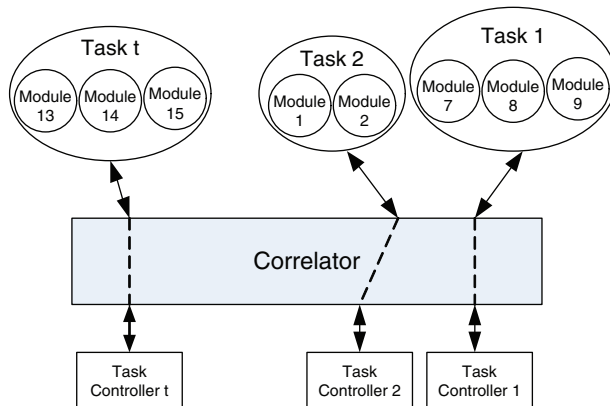 Task t
Module
13
Module
14
Module
15
Task 2
Module
1
Module
2
Task 1
Module
7
Module
8
Module
9
Correlator
Task
Controller t
Task
Controller 2
Task
Controller 1